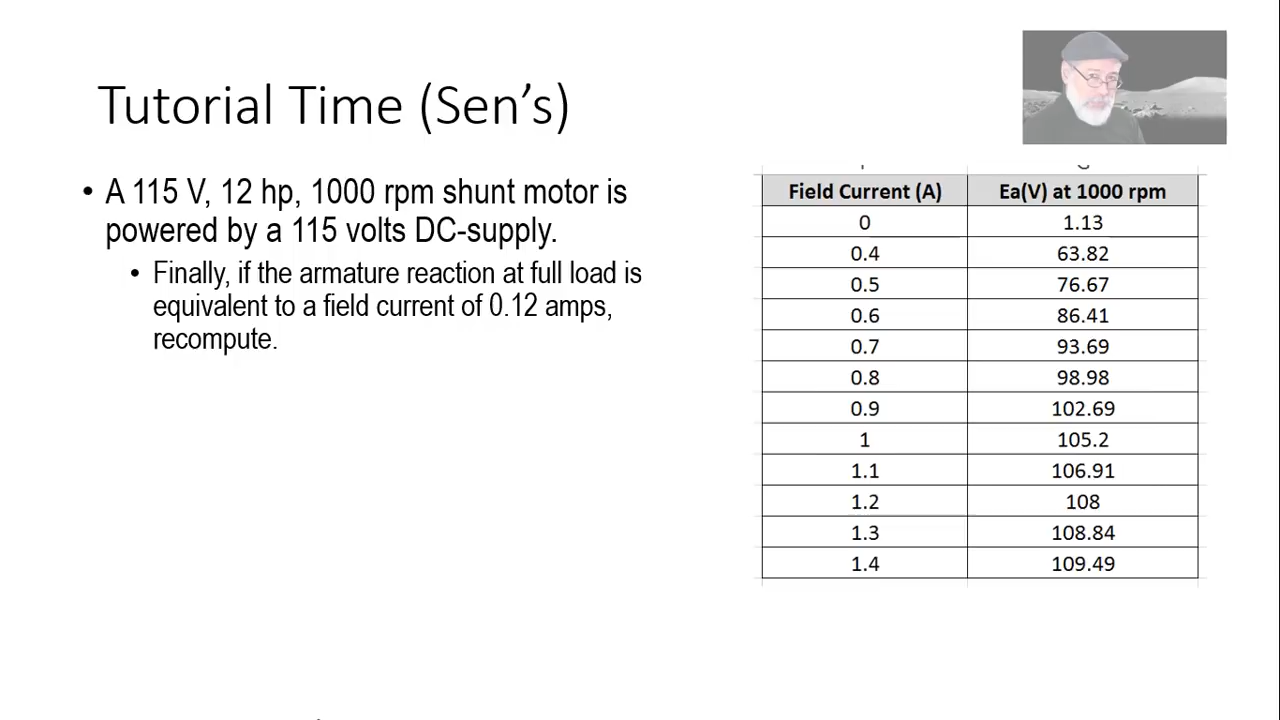 Tutorial Time (Sen's)
• A 115 V, 12 hp, 1000 rpm shunt motor is
powered by a 115 volts DC-supply.
• Finally, if the armature reaction at full load is
equivalent to a field current of 0.12 amps,
recompute.
Field Current (A) Ea(V) at 1000 rpm
0 1.13
0.4 63.82
0.5 76.67
0.6 86.41
0.7 93.69
0.8 98.98
0.9 102.69
1 105.2
1.1 106.91
1.2 108
1.3 108.84
1.4 109.49